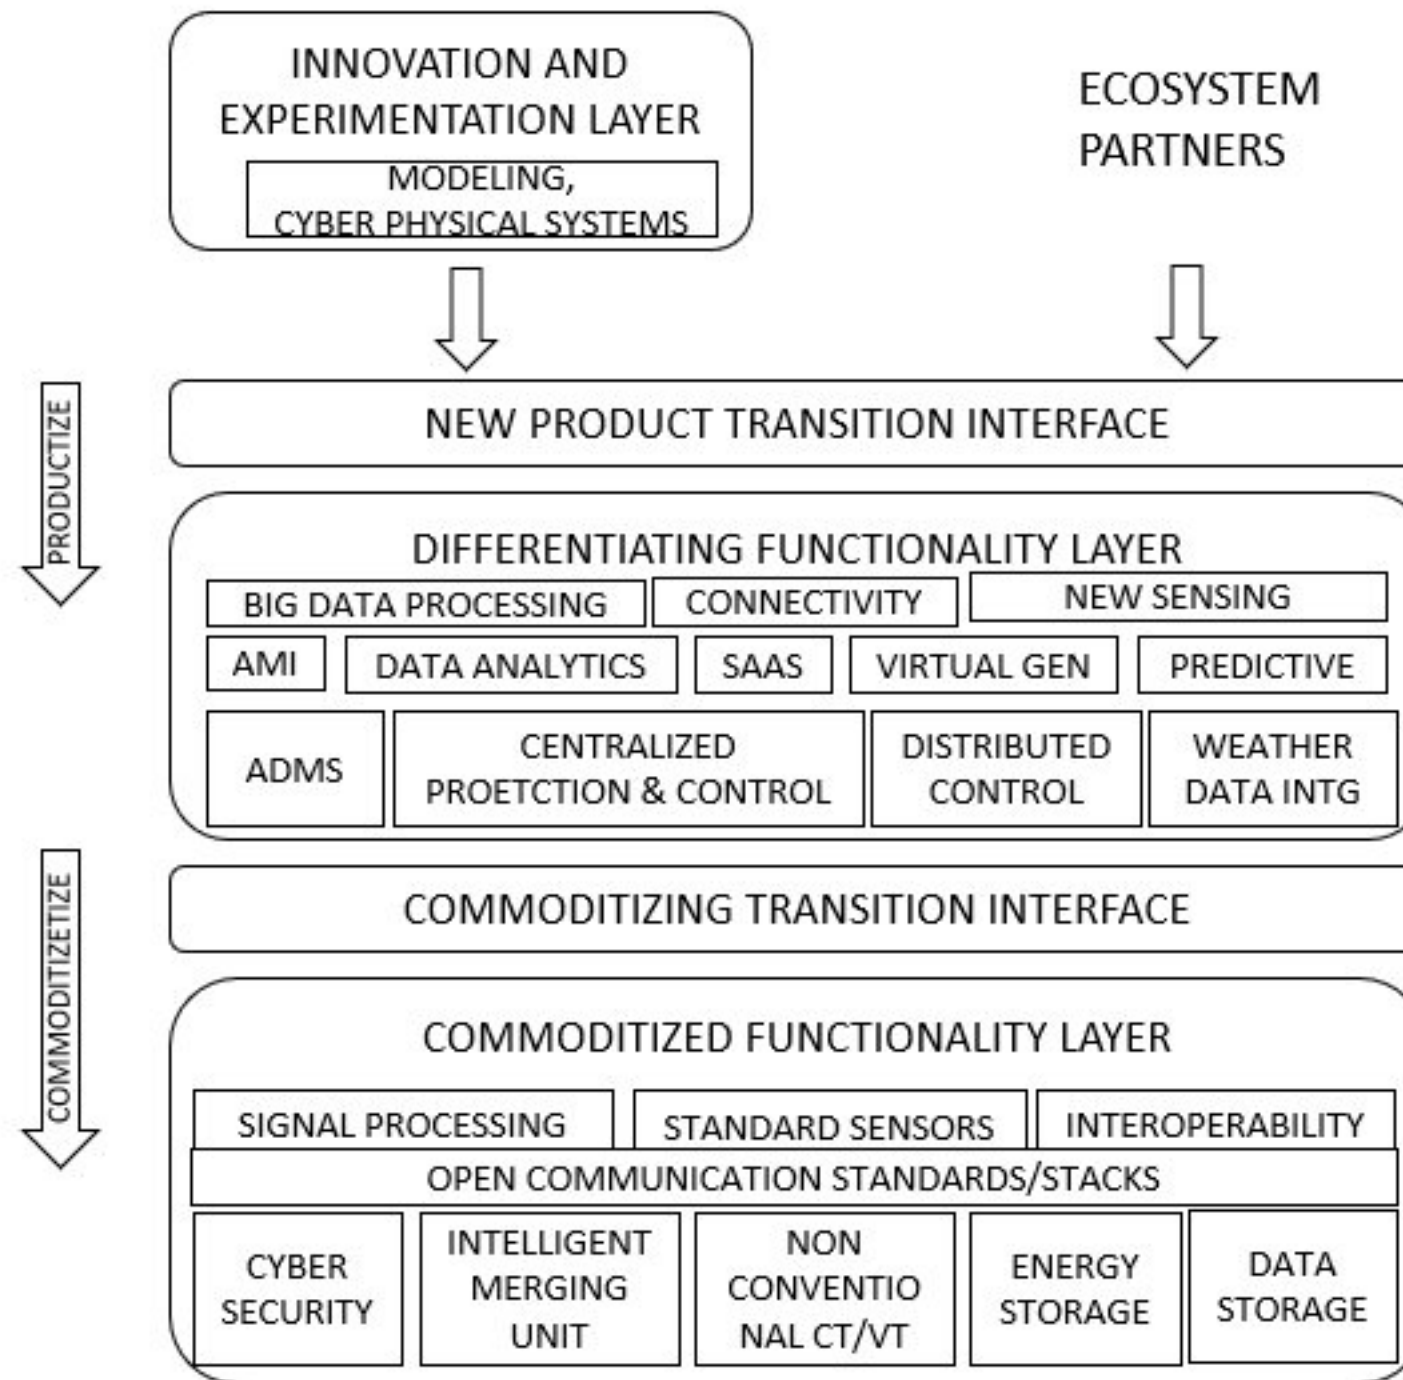 INNOVATION AND
EXPERIMENTATION LAYER
MODELING,
CYBER PHYSICAL SYSTEMS
ECOSYSTEM
PARTNERS
PRODUCTIZE
NEW PRODUCT TRANSITION INTERFACE
DIFFERENTIATING FUNCTIONALITY LAYER
BIG DATA PROCESSING
CONNECTIVITY
NEW SENSING
AMI
DATA ANALYTICS
SAAS
VIRTUAL GEN
PREDICTIVE
ADMS
CENTRALIZED
PROETCTION & CONTROL
DISTRIBUTED
CONTROL
WEATHER
DATA INTG
COMMODITIZETIZE
COMMODITIZING TRANSITION INTERFACE
COMMODITIZED FUNCTIONALITY LAYER
SIGNAL PROCESSING
STANDARD SENSORS
INTEROPERABILITY
OPEN COMMUNICATION STANDARDS/STACKS
CYBER
SECURITY
INTELLIGENT
MERGING
UNIT
NON
CONVENTIO
NAL CT/VT
ENERGY
STORAGE
DATA
STORAGE